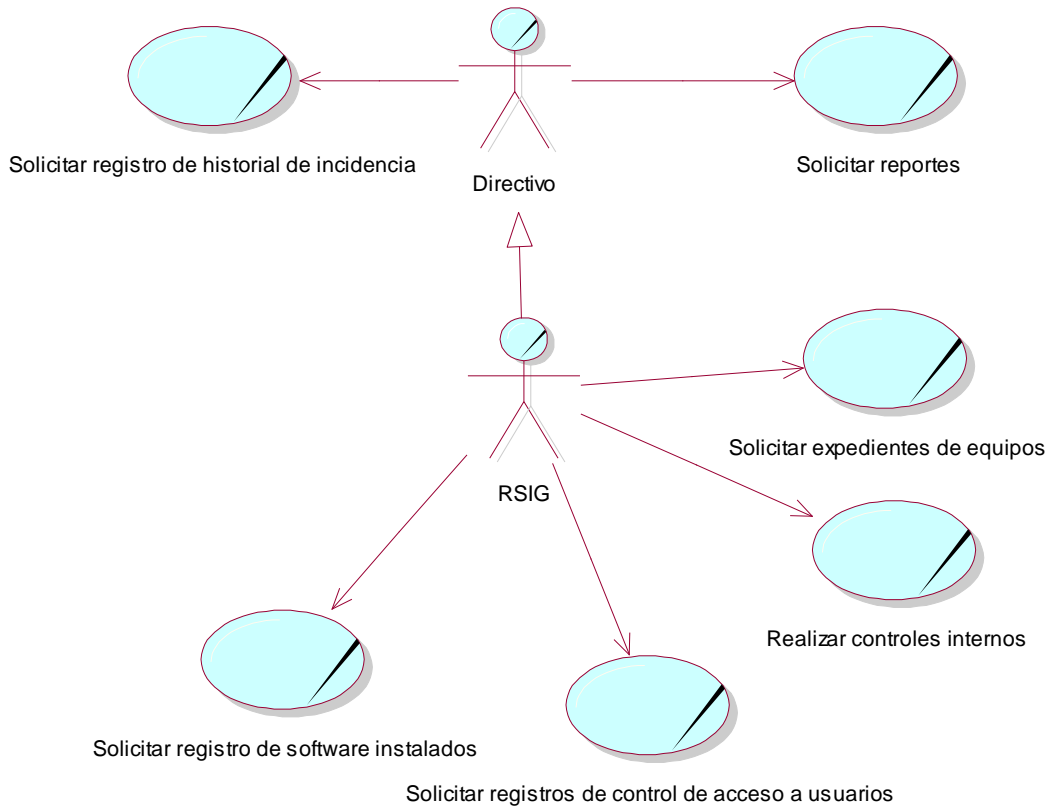 Solicitar registro de historial de incidencia
Solicitar reportes
Directivo
Solicitar expedientes de equipos
RSIG
Realizar controles internos
Solicitar registro de software instalados
Solicitar registros de control de acceso a usuarios